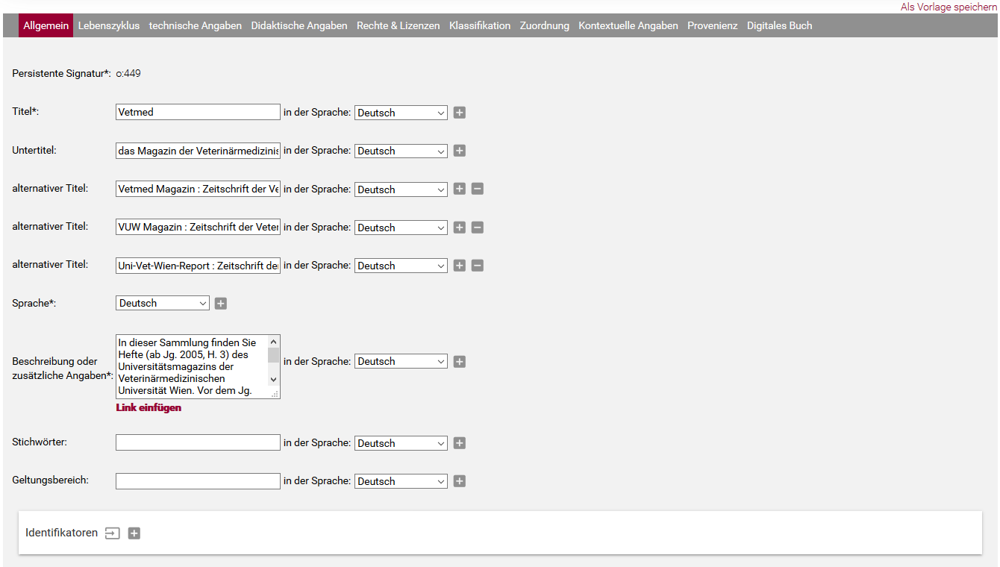 Als Vorlage speichern
Allgemein Lebenszyklus technische Angaben Didaktische Angaben Rechte & Lizenzen Klassifikation Zuordnung Kontextuelle Angaben Provenienz Digitales Buch
Persistente Signatur*: o:449
Titel*: Vetmed in der Sprache: Deutsch
Untertitel: das Magazin der Veterinärmedizinis in der Sprache: Deutsch
alternativer Titel: Vetmed Magazin : Zeitschrift der Ve in der Sprache: Deutsch
alternativer Titel: VUW Magazin : Zeitschrift der Veter in der Sprache: Deutsch
alternativer Titel: Uni-Vet-Wien-Report : Zeitschrift der in der Sprache: Deutsch
Sprache*: Deutsch
Beschreibung oder
zusätzliche Angaben*:
In dieser Sammlung finden Sie
Hefte (ab Jg. 2005, H. 3) des
Universitätsmagazins der
Veterinärmedizinischen
Universität Wien. Vor dem Jg.
in der Sprache: Deutsch
Link einfügen
Stichwörter: in der Sprache: Deutsch
Geltungsbereich: in der Sprache: Deutsch
Identifikatoren